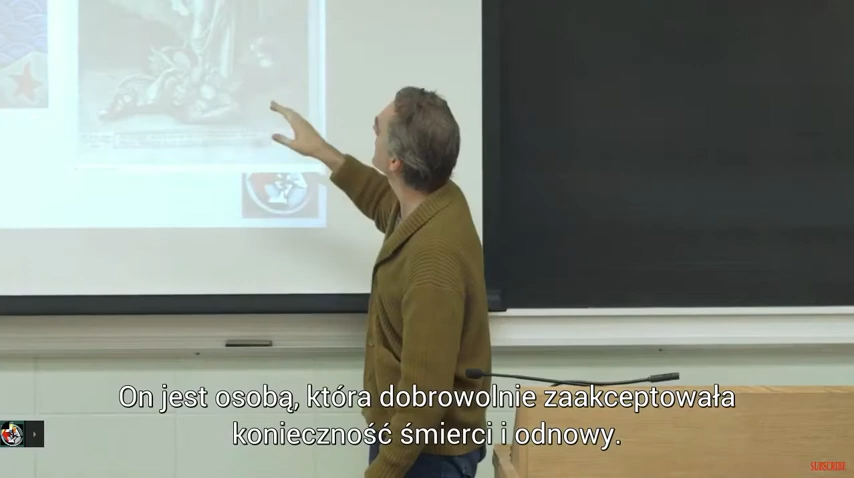 On jest osobą, która dobrowolnie zaakceptowała
konieczność śmierci i odnowy.
SUBSCRIBE